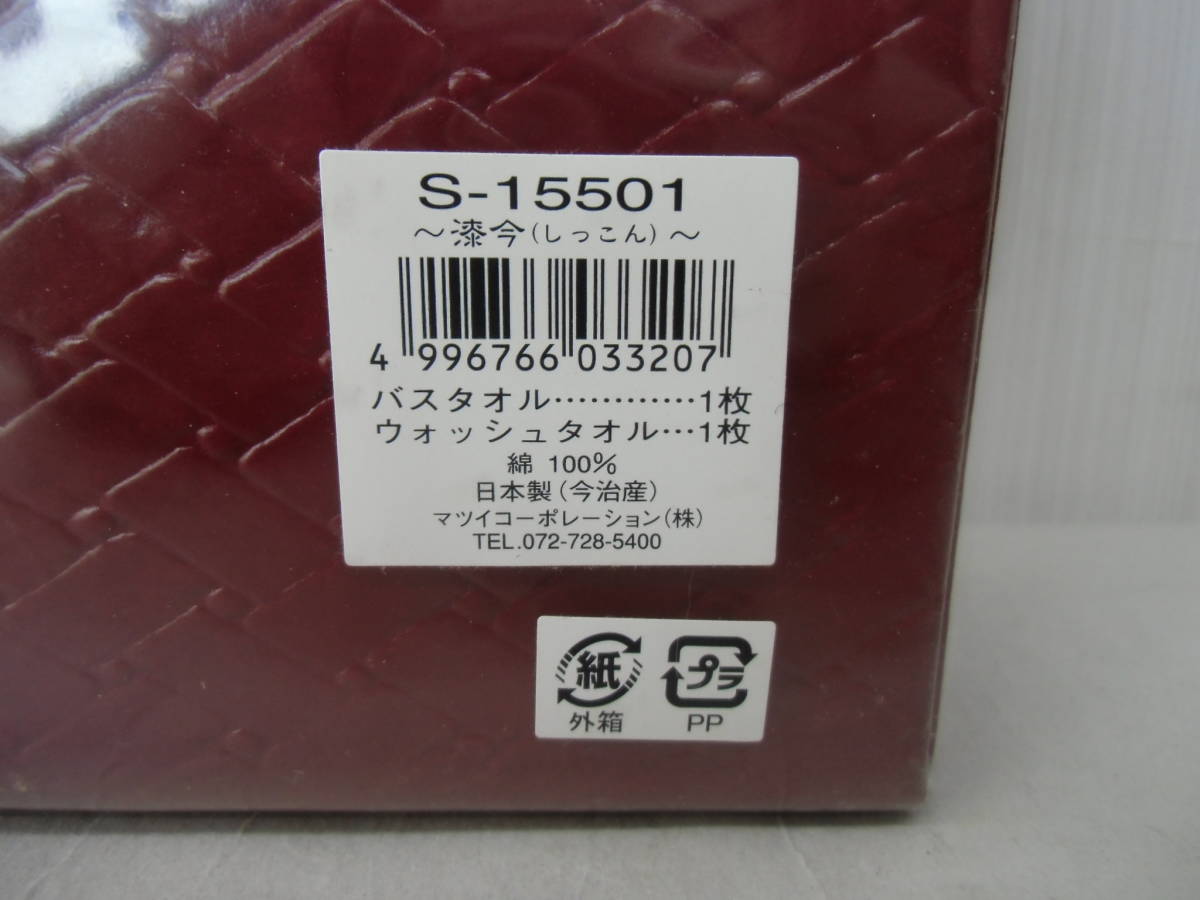 S-15501
～漆今(しっこん)～
4 996766 033207
バスタオル…………1枚
ウォッシュタオル…1枚
綿 100%
日本製(今治産)
マツイコーポレーション(株)
TEL.072-728-5400
紙 プラ
外箱 PP